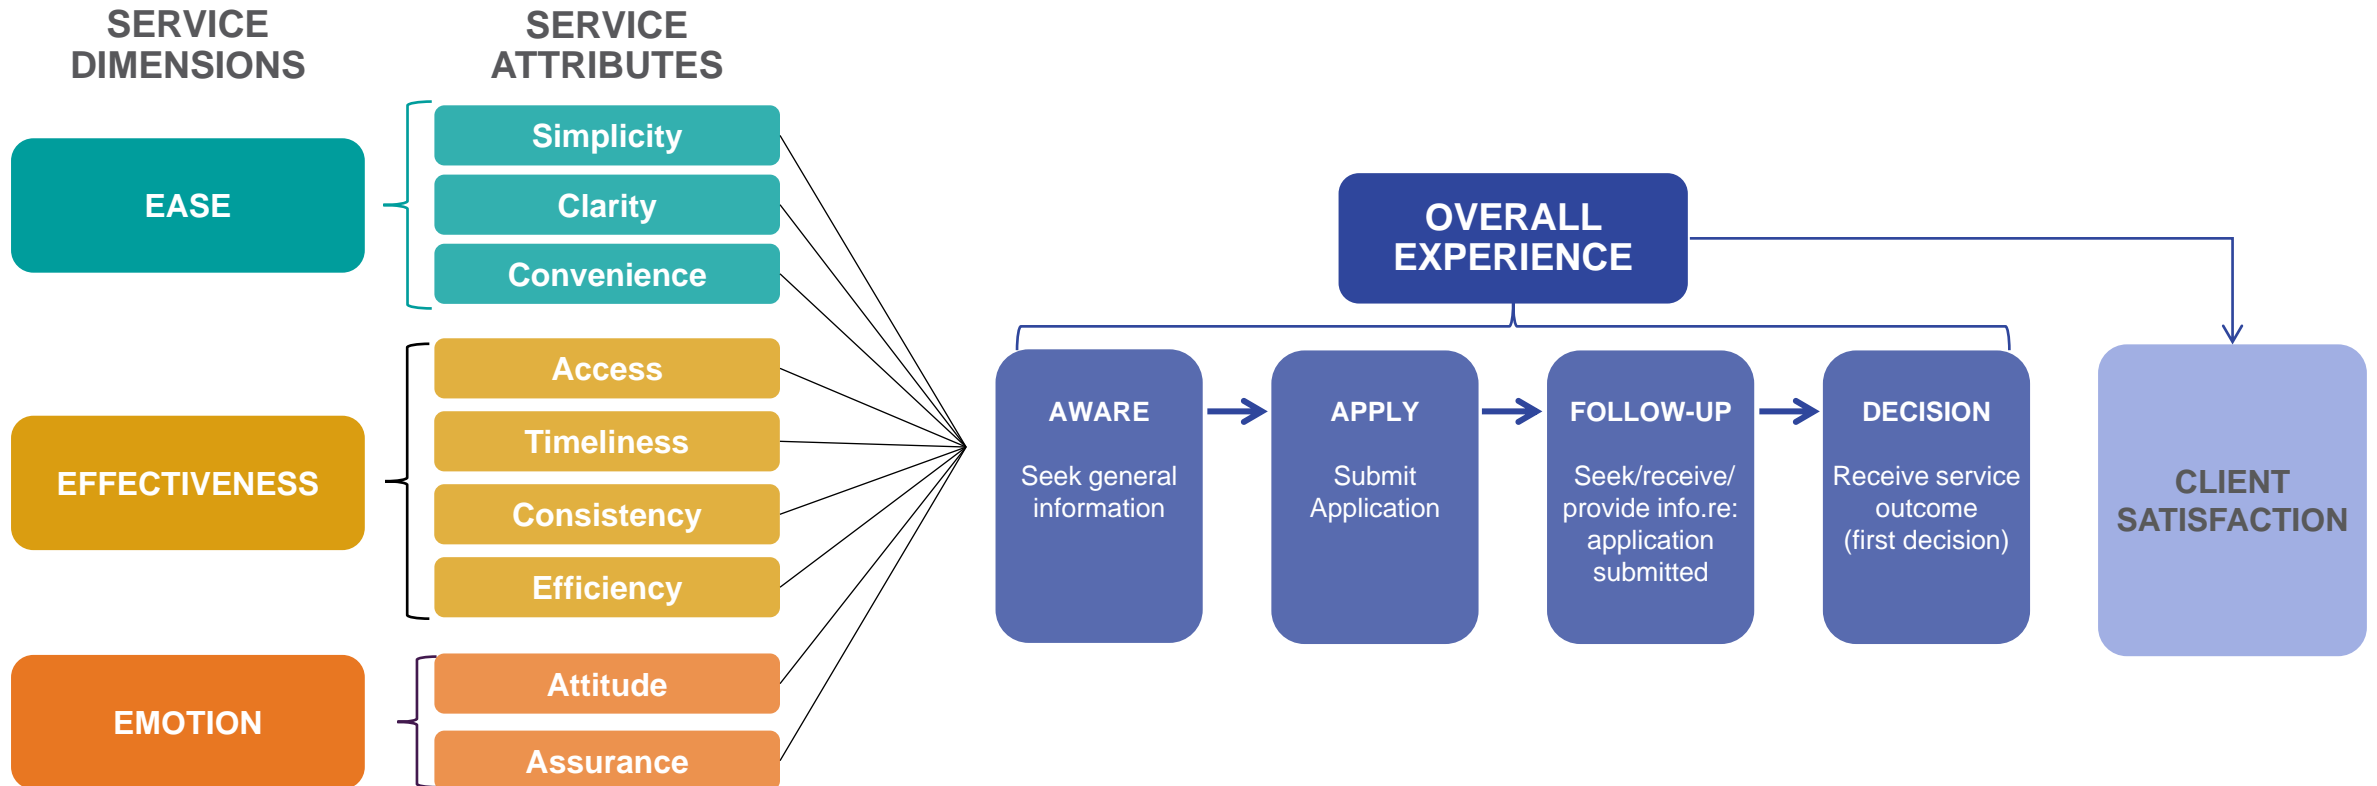 SERVICE
DIMENSIONS
SERVICE
ATTRIBUTES
EASE
Simplicity
Clarity
Convenience
EFFECTIVENESS
Access
Timeliness
Consistency
Efficiency
EMOTION
Attitude
Assurance
OVERALL
EXPERIENCE
AWARE
Seek general
information
APPLY
Submit
Application
FOLLOW-UP
Seek/receive/
provide info.re:
application
submitted
DECISION
Receive service
outcome
(first decision)
CLIENT
SATISFACTION